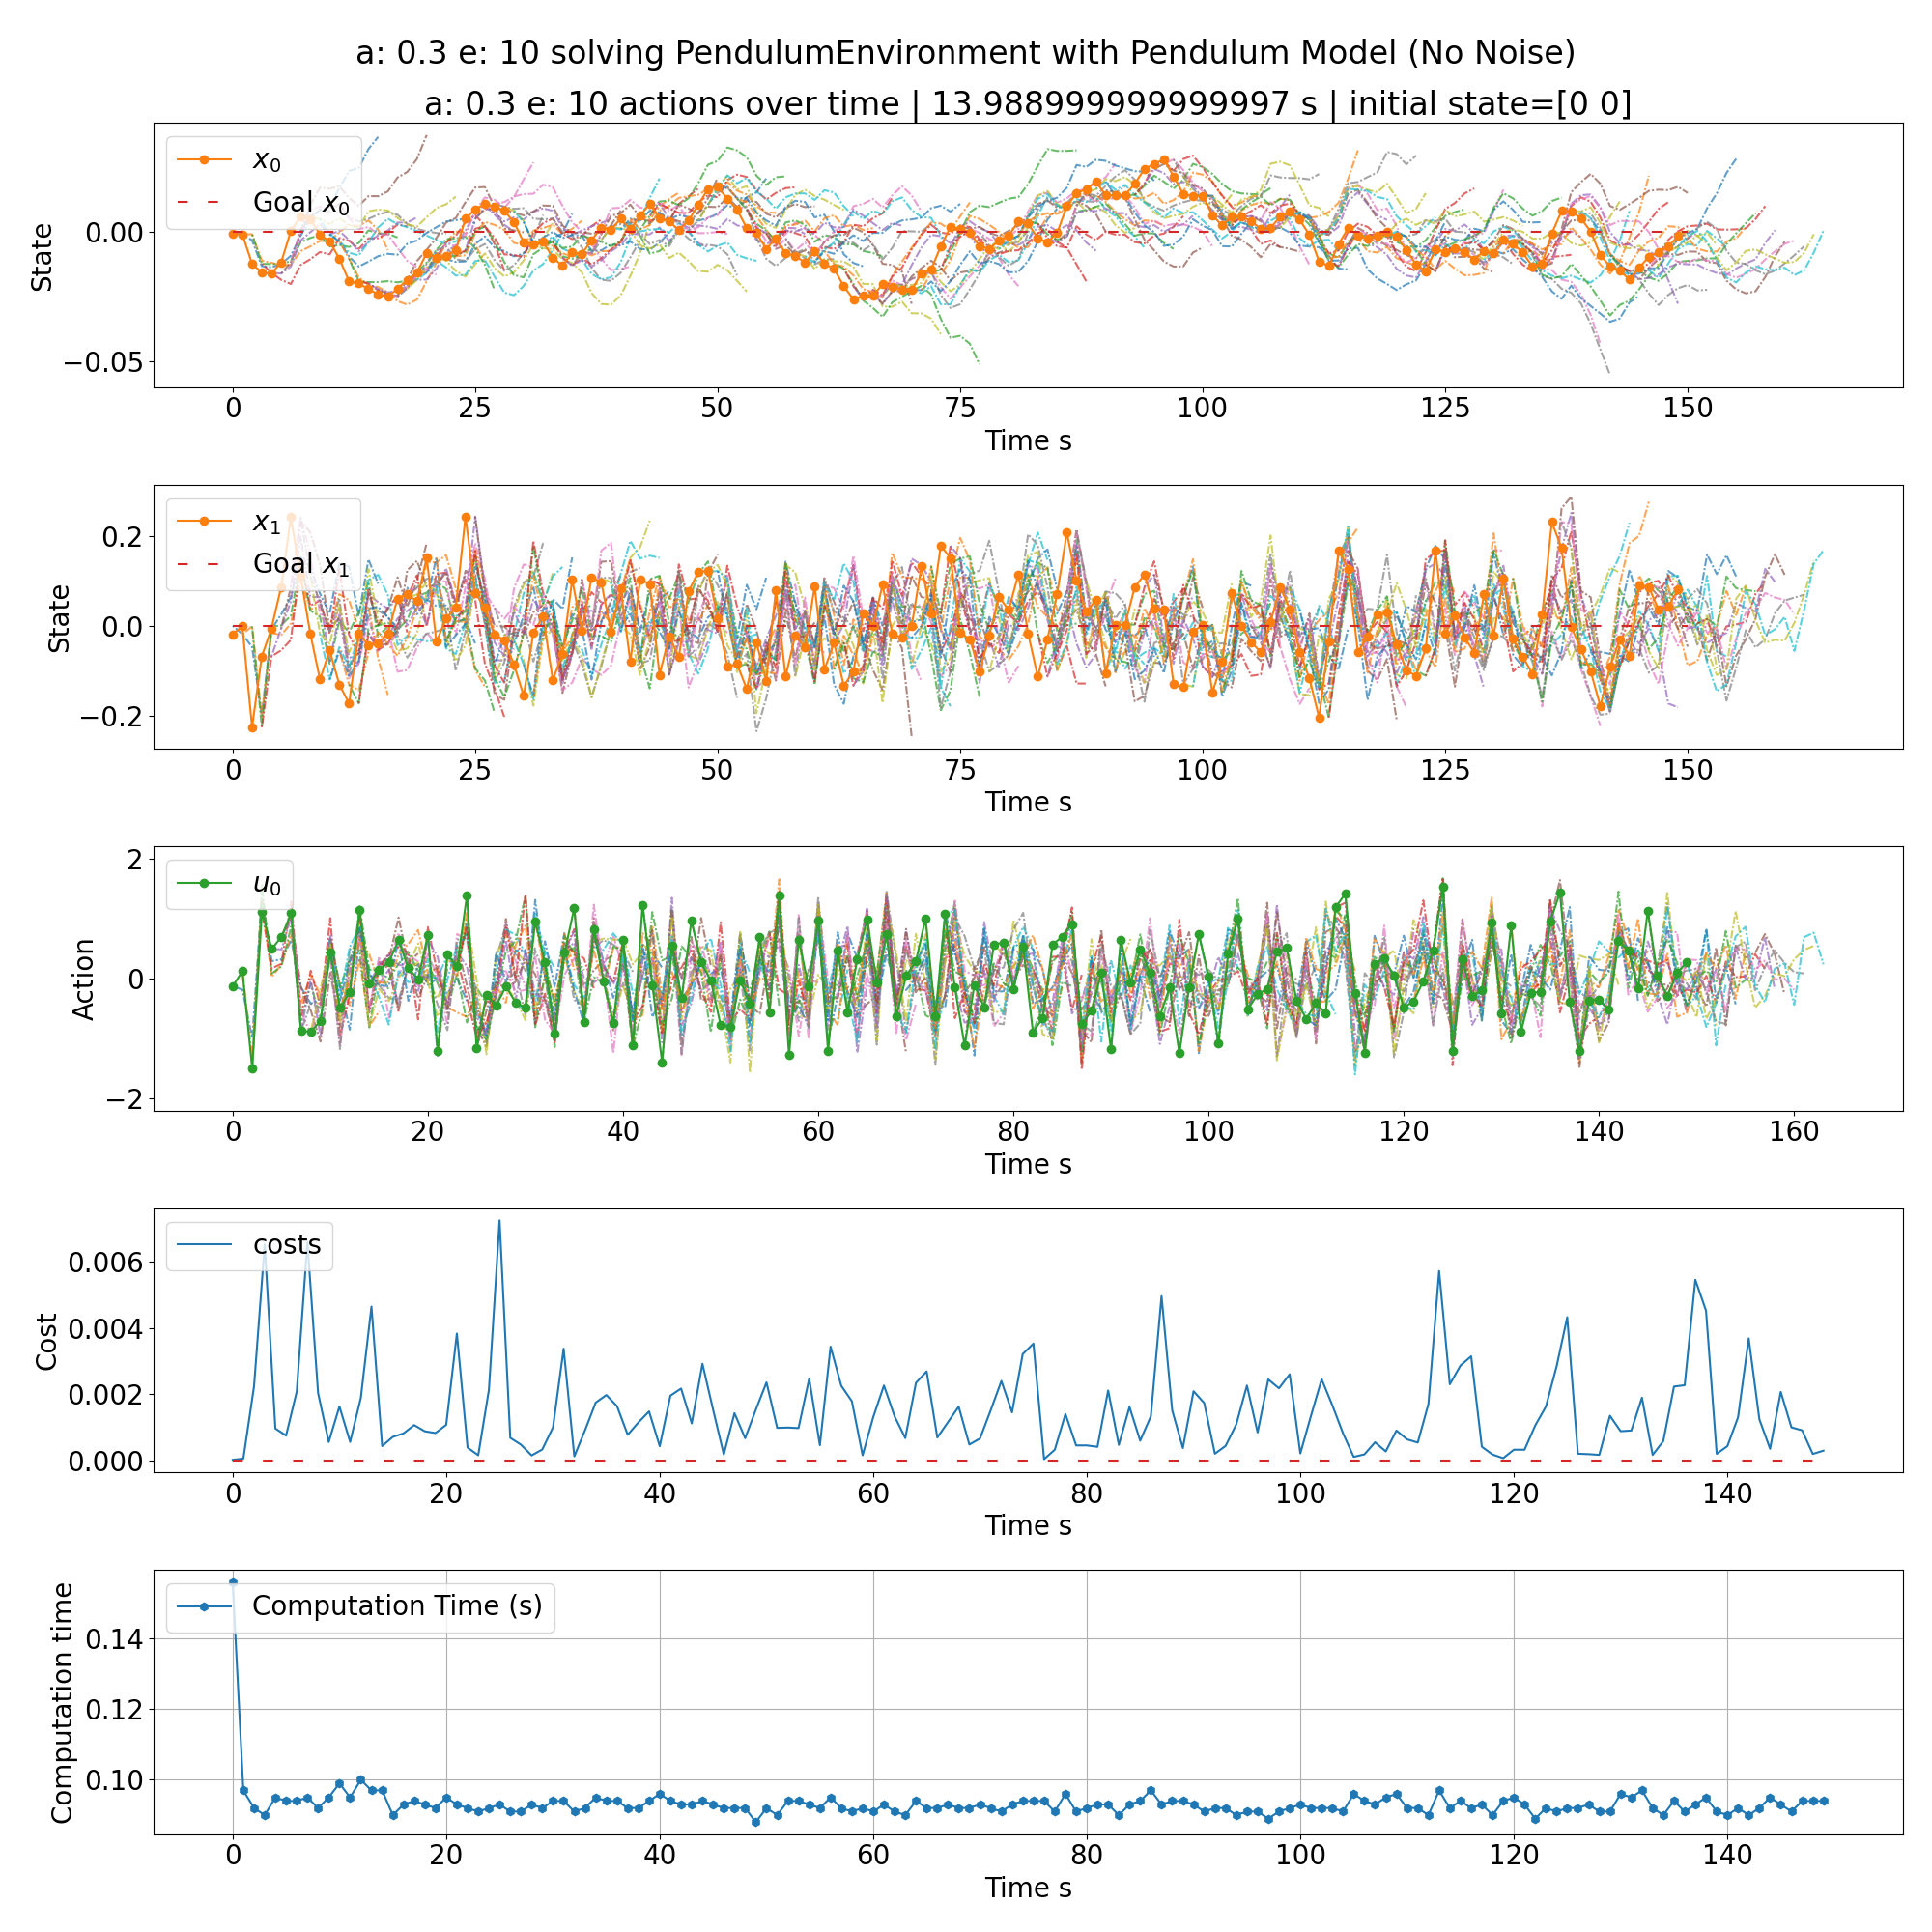 a: 0.3 e: 10 solving PendulumEnvironment with Pendulum Model (No Noise)
a: 0.3 e: 10 actions over time | 13.988999999999997 s | initial state=[0 0]
x₀
Goal x₀
State
0.00
−0.05
0 25 50 75 100 125 150
Time s
x₁
Goal x₁
State
0.2
0.0
−0.2
0 25 50 75 100 125 150
Time s
u₀
Action
2
0
−2
0 20 40 60 80 100 120 140 160
Time s
costs
Cost
0.006
0.004
0.002
0.000
0 20 40 60 80 100 120 140
Time s
Computation Time (s)
Computation time
0.14
0.12
0.10
0 20 40 60 80 100 120 140
Time s